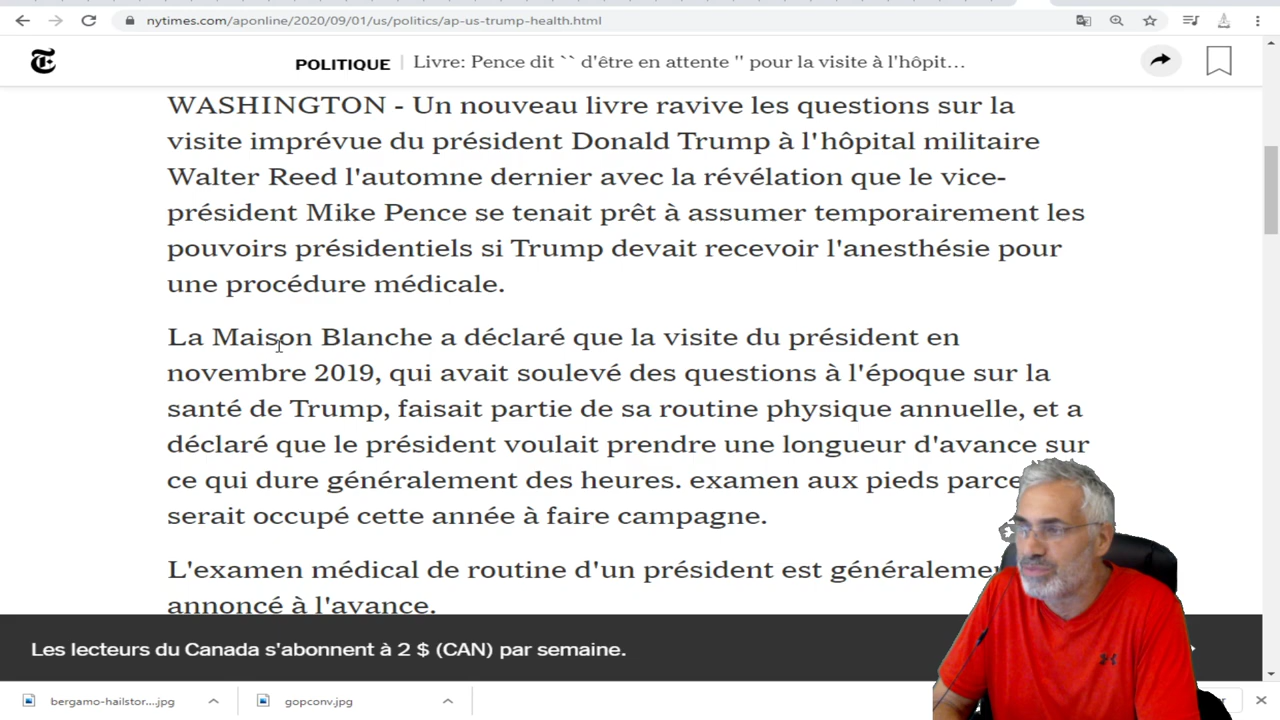 nytimes.com/aponline/2020/09/01/us/politics/ap-us-trump-health.html
POLITIQUE | Livre: Pence dit `` d'être en attente '' pour la visite à l'hôpit…
WASHINGTON - Un nouveau livre ravive les questions sur la
visite imprévue du président Donald Trump à l'hôpital militaire
Walter Reed l'automne dernier avec la révélation que le vice-
président Mike Pence se tenait prêt à assumer temporairement les
pouvoirs présidentiels si Trump devait recevoir l'anesthésie pour
une procédure médicale.
La Maison Blanche a déclaré que la visite du président en
novembre 2019, qui avait soulevé des questions à l'époque sur la
santé de Trump, faisait partie de sa routine physique annuelle, et a
déclaré que le président voulait prendre une longueur d'avance sur
ce qui dure généralement des heures. examen aux pieds parce
serait occupé cette année à faire campagne.
L'examen médical de routine d'un président est
annoncé à l'avance.
Les lecteurs du Canada s'abonnent à 2 $ (CAN) par semaine.
bergamo-hailstor....jpg
gopconv.jpg